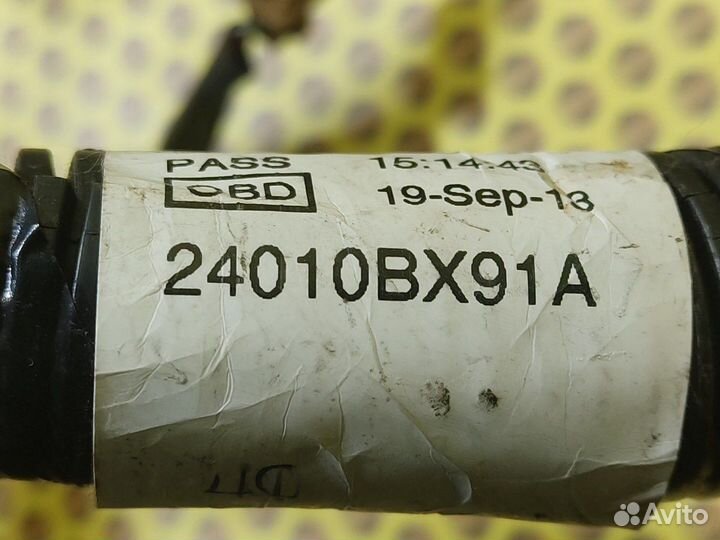 PASS 15:14:43
OBD 19-Sep-13
24010BX91A
Avito